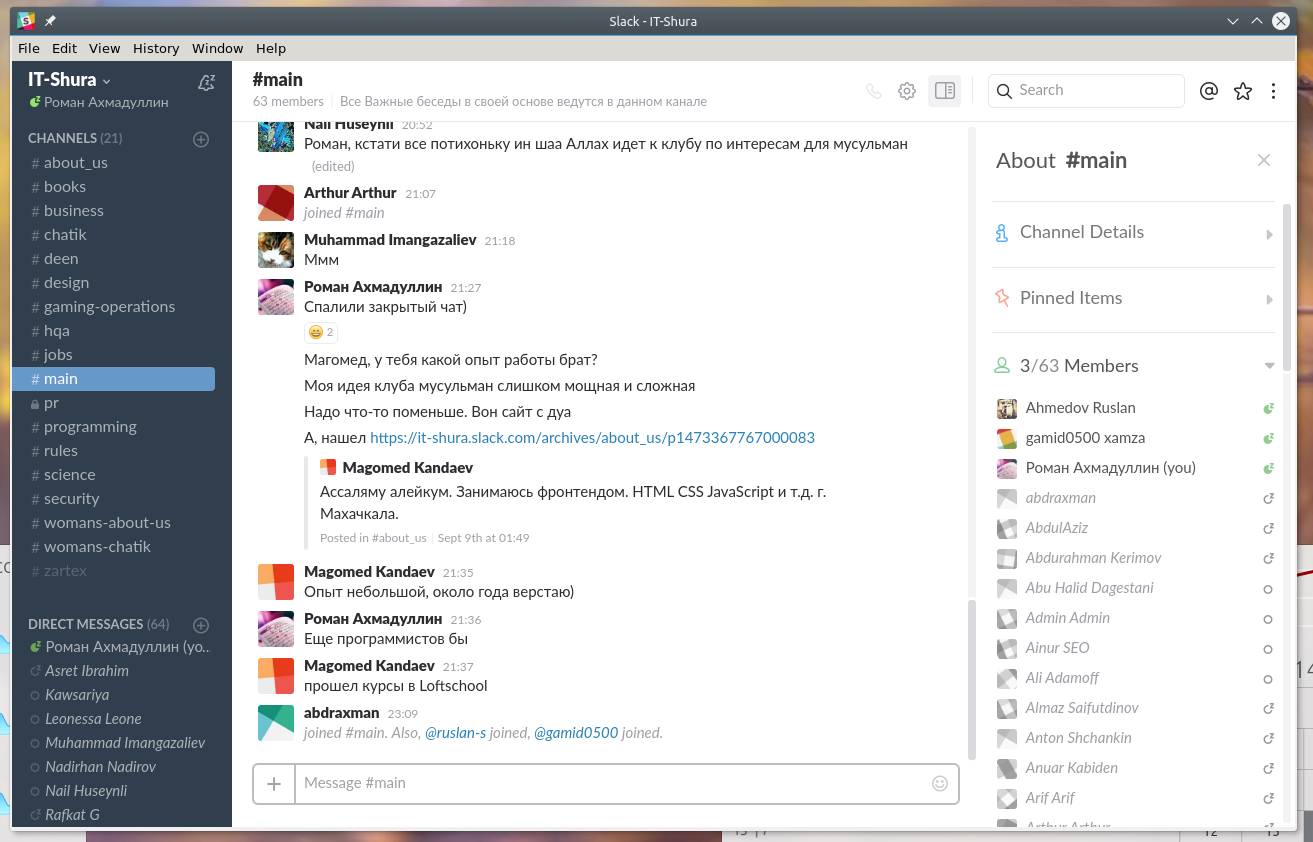 Slack - IT-Shura
File Edit View History Window Help
IT-Shura
Роман Ахмадуллин
CHANNELS (21)
# about_us
# books
# business
# chatik
# deen
# design
# gaming-operations
# hqa
# jobs
# main
pr
# programming
# rules
# science
# security
# womans-about-us
# womans-chatik
# zartex
DIRECT MESSAGES (64)
Роман Ахмадуллин (yo...
Asret Ibrahim
Kawsariya
Leonessa Leone
Muhammad Imangazaliev
Nadirhan Nadirov
Nail Huseynli
Rafkat G
#main
63 members | Все Важные беседы в своей основе ведутся в данном канале
Search
Nail Huseynli 20:52
Роман, кстати все потихоньку ин шаа Аллах идет к клубу по интересам для мусульман
(edited)
Arthur Arthur 21:07
joined #main
Muhammad Imangazaliev 21:18
Ммм
Роман Ахмадуллин 21:27
Спалили закрытый чат)
2
Магомед, у тебя какой опыт работы брат?
Моя идея клуба мусульман слишком мощная и сложная
Надо что-то поменьше. Вон сайт с дуа
А, нашел https://it-shura.slack.com/archives/about_us/p1473367767000083
Magomed Kandaev
Ассаляму алейкум. Занимаюсь фронтендом. HTML CSS JavaScript и т.д. г.
Махачкала.
Posted in #about_us | Sept 9th at 01:49
Magomed Kandaev 21:35
Опыт небольшой, около года верстаю)
Роман Ахмадуллин 21:36
Еще программистов бы
Magomed Kandaev 21:37
прошел курсы в Loftschool
abdraxman 23:09
joined #main. Also, @ruslan-s joined, @gamid0500 joined.
Message #main
About #main
Channel Details
Pinned Items
3/63 Members
Ahmedov Ruslan
gamid0500 xamza
Роман Ахмадуллин (you)
abdraxman
AbdulAziz
Abdurahman Kerimov
Abu Halid Dagestani
Admin Admin
Ainur SEO
Ali Adamoff
Almaz Saifutdinov
Anton Shchankin
Anuar Kabiden
Arif Arif
Arthur Arthur